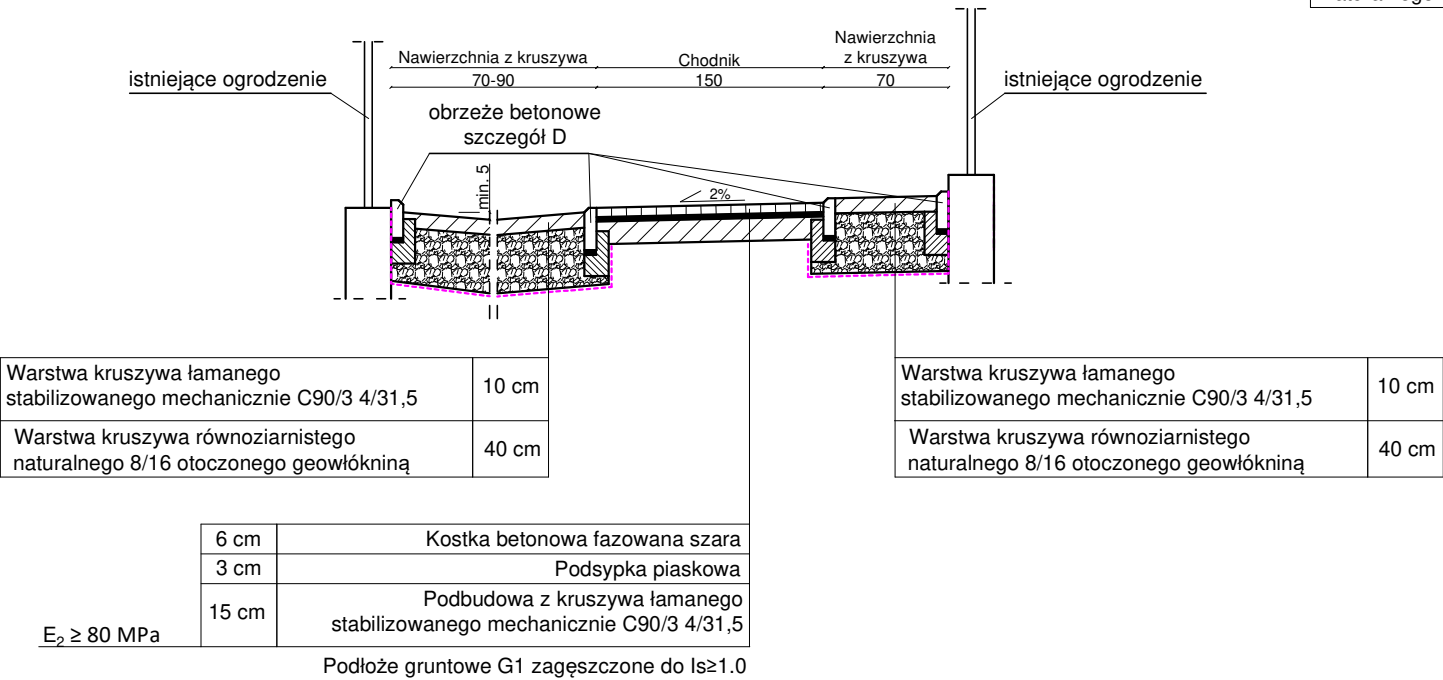 Nawierzchnia
z kruszywa
Nawierzchnia z kruszywa
Chodnik
70-90
150
70
istniejące ogrodzenie
istniejące ogrodzenie
obrzeże betonowe
szczegół D
min. 5
2%
Warstwa kruszywa łamanego
stabilizowanego mechanicznie C90/3 4/31,5
10 cm
Warstwa kruszywa równoziarnistego
naturalnego 8/16 otoczonego geowłókniną
40 cm
Warstwa kruszywa łamanego
stabilizowanego mechanicznie C90/3 4/31,5
10 cm
Warstwa kruszywa równoziarnistego
naturalnego 8/16 otoczonego geowłókniną
40 cm
6 cm Kostka betonowa fazowana szara
3 cm Podsypka piaskowa
15 cm Podbudowa z kruszywa łamanego
stabilizowanego mechanicznie C90/3 4/31,5
E₂ ≥ 80 MPa
Podłoże gruntowe G1 zagęszczone do Is≥1.0